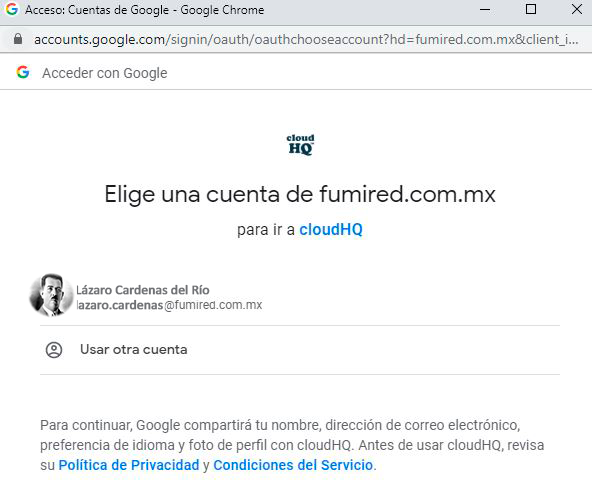 Acceso: Cuentas de Google - Google Chrome
accounts.google.com/signin/oauth/oauthchooseaccount?hd=fumired.com.mx&client_i...
Acceder con Google
cloud
HQ
Elige una cuenta de fumired.com.mx
para ir a cloudHQ
Lázaro Cardenas del Río
lazaro.cardenas@fumired.com.mx
Usar otra cuenta
Para continuar, Google compartirá tu nombre, dirección de correo electrónico,
preferencia de idioma y foto de perfil con cloudHQ. Antes de usar cloudHQ, revisa
su Política de Privacidad y Condiciones del Servicio.